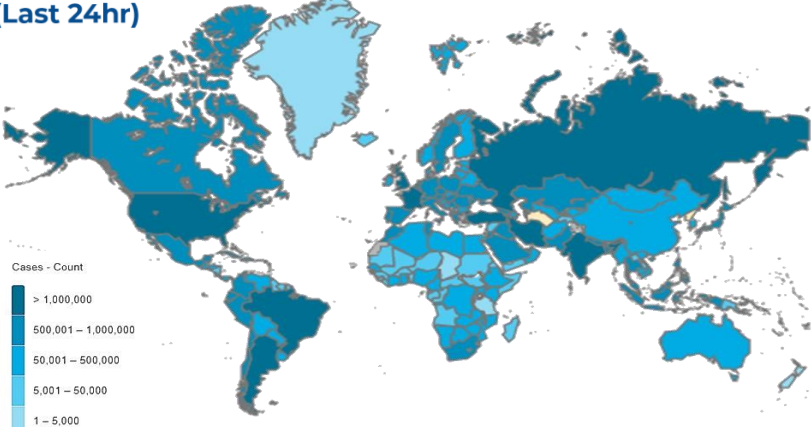 (Last 24hr)
Cases - Count
> 1,000,000
500,001 – 1,000,000
50,001 – 500,000
5,001 – 50,000
1 – 5,000